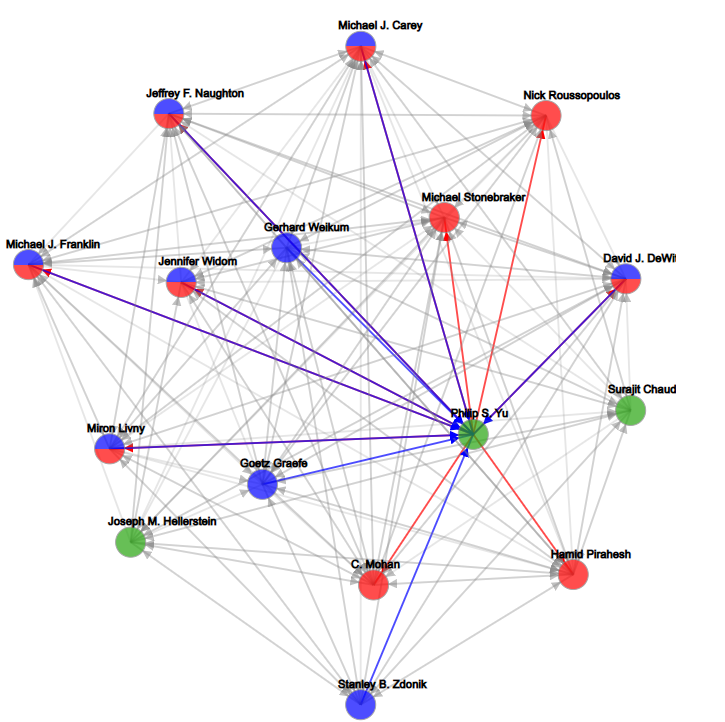 Michael J. Carey
Jeffrey F. Naughton
Nick Roussopoulos
Michael Stonebraker
Gerhard Weikum
Michael J. Franklin
Jennifer Widom
David J. DeWit
Surajit Chaud
Philip S. Yu
Miron Livny
Goetz Graefe
Joseph M. Hellerstein
Hamid Pirahesh
C. Mohan
Stanley B. Zdonik